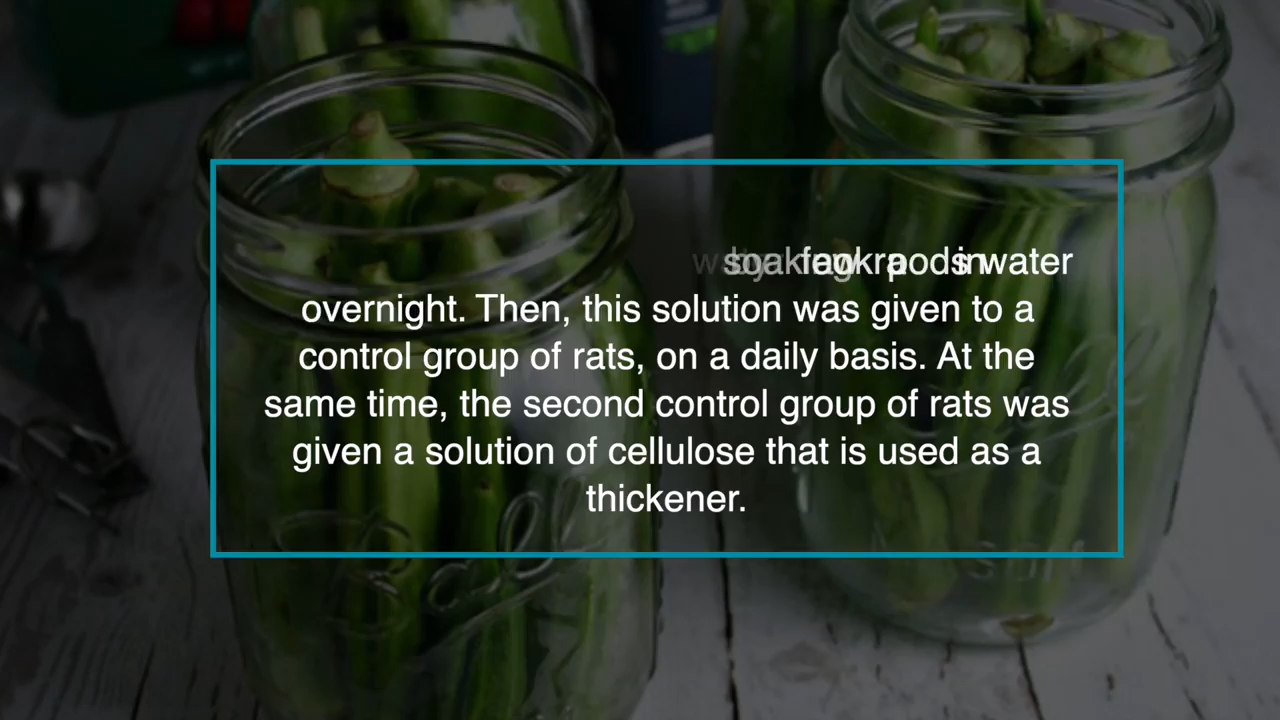 water
overnight. Then, this solution was given to a
control group of rats, on a daily basis. At the
same time, the second control group of rats was
given a solution of cellulose that is used as a
thickener.